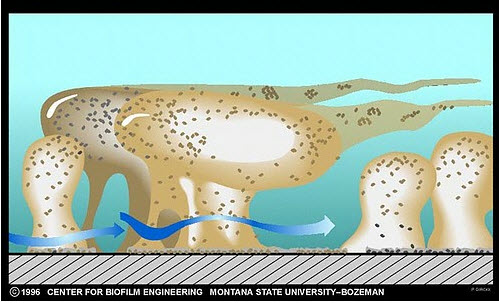 © 1996 CENTER FOR BIOFILM ENGINEERING MONTANA STATE UNIVERSITY–BOZEMAN